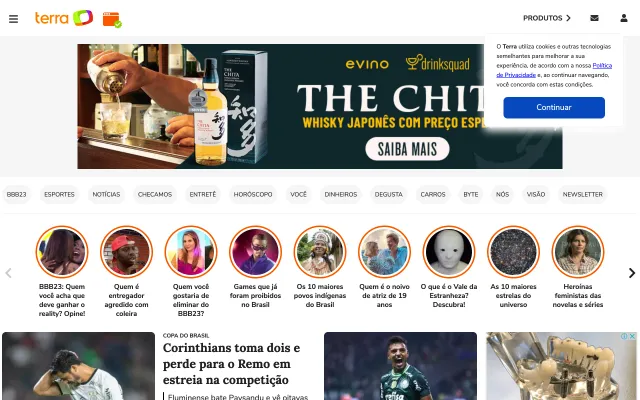 terra
PRODUTOS
O Terra utiliza cookies e outras tecnologias
semelhantes para melhorar a sua
experiência, de acordo com a nossa Política
de Privacidade e, ao continuar navegando,
você concorda com estas condições.
Continuar
evino drinksquad
THE CHIT
WHISKY JAPONÊS COM PREÇO ESPE
SAIBA MAIS
BBB23 ESPORTES NOTÍCIAS CHECAMOS ENTRETÊ HORÓSCOPO VOCÊ DINHEIROS DEGUSTA CARROS BYTE NÓS VISÃO NEWSLETTER
BBB23: Quem
você acha que
deve ganhar o
reality? Opine!
Quem é
entregador
agredido com
coleira
Quem você
gostaria de
eliminar do
BBB23?
Games que já
foram proibidos
no Brasil
Os 10 maiores
povos indígenas
do Brasil
Quem é o noivo
de atriz de 19
anos
O que é o Vale da
Estranheza?
Descubra!
As 10 maiores
estrelas do
universo
Heroínas
feministas das
novelas e séries
COPA DO BRASIL
Corinthians toma dois e
perde para o Remo em
estreia na competição
Fluminense bate Paysandu e vê oitavas